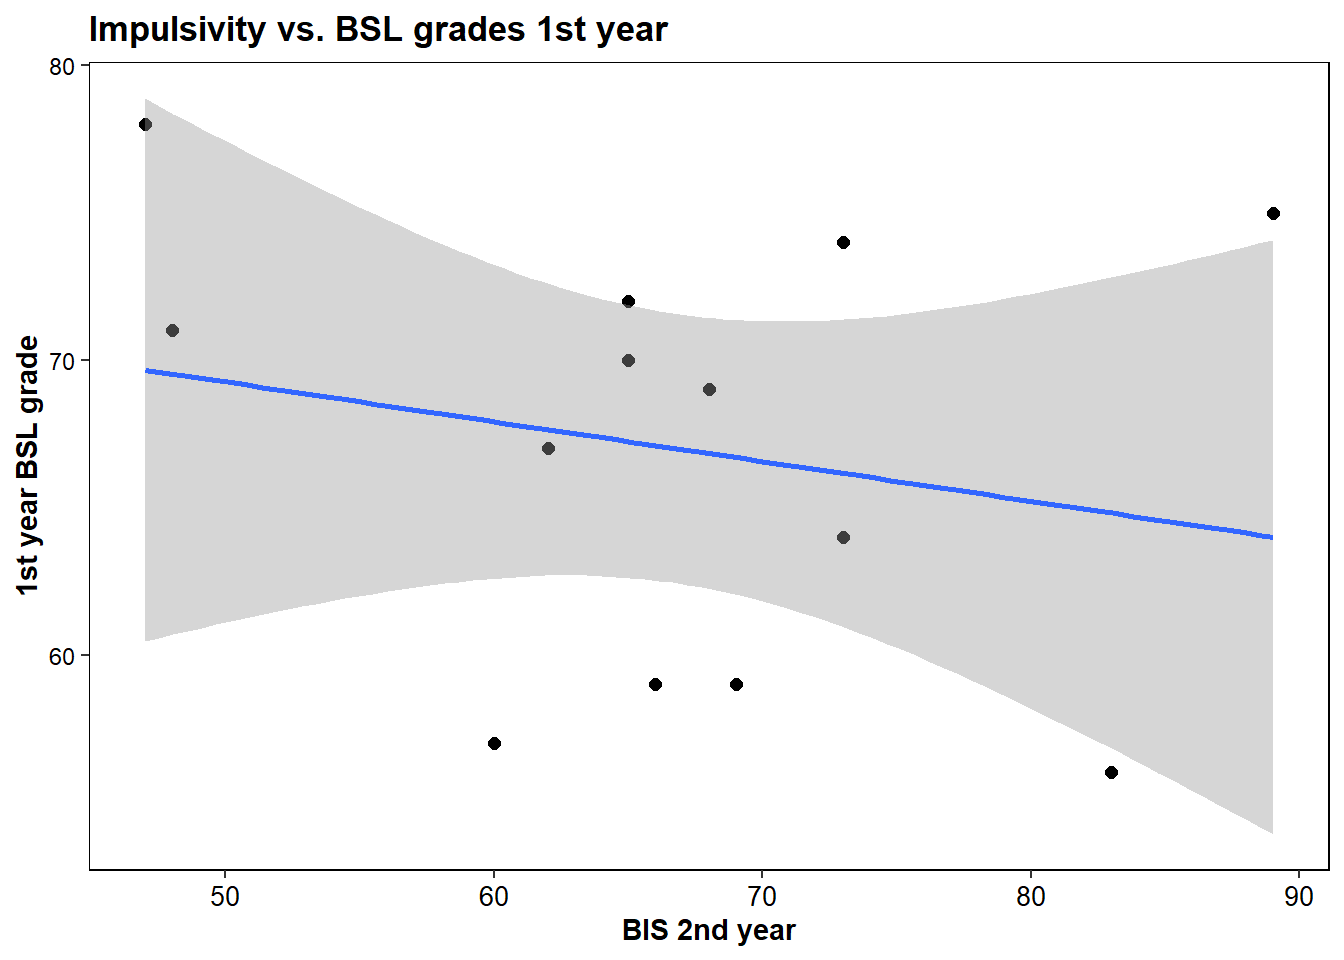 Impulsivity vs. BSL grades 1st year
80
70
60
1st year BSL grade
50 60 70 80 90
BIS 2nd year